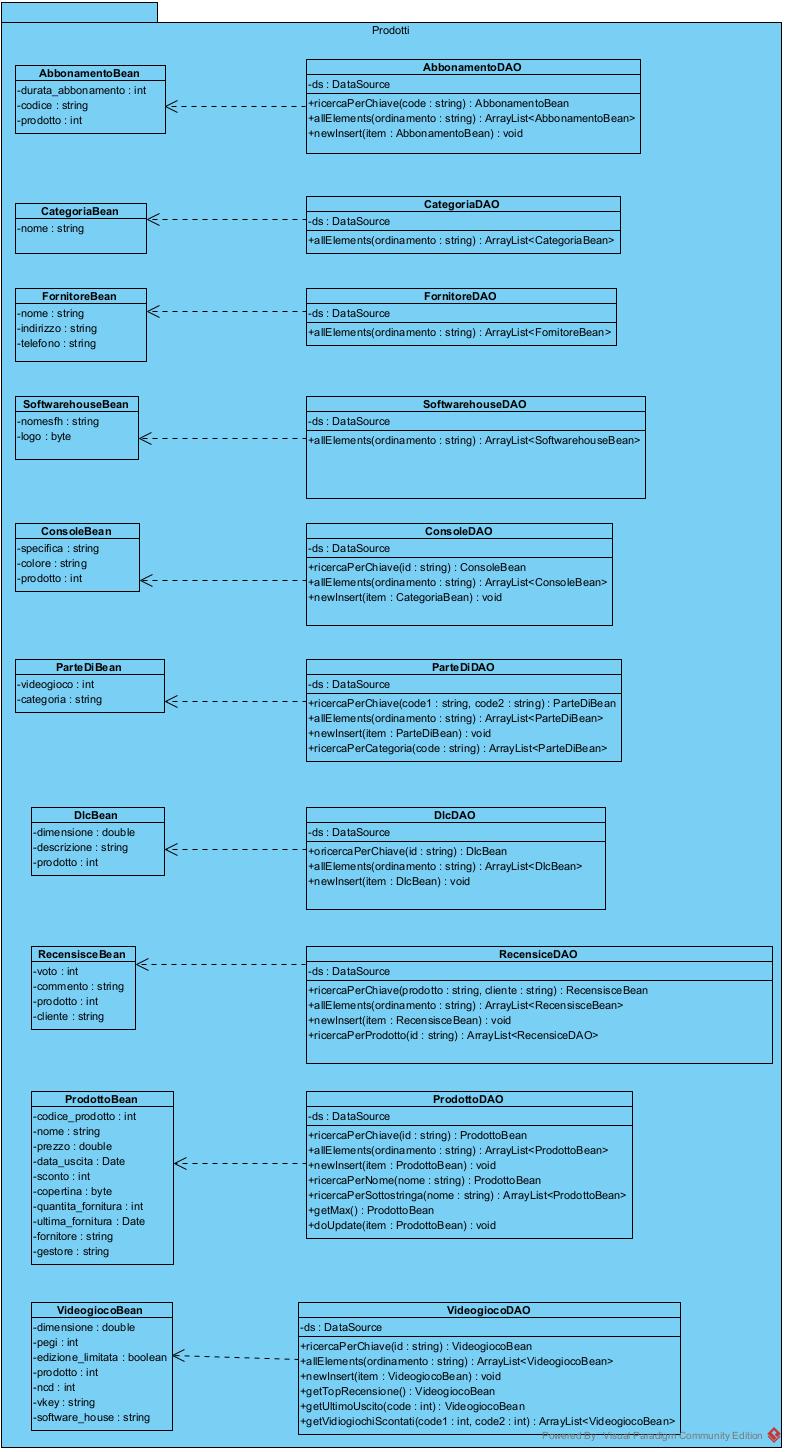 Prodotti
AbbonamentoBean
-durata_abbonamento : int
-codice : string
-prodotto : int
AbbonamentoDAO
-ds : DataSource
+ricercaPerChiave(code : string) : AbbonamentoBean
+allElements(ordinamento : string) : ArrayList<AbbonamentoBean>
+newInsert(item : AbbonamentoBean) : void
CategoriaBean
-nome : string
CategoriaDAO
-ds : DataSource
+allElements(ordinamento : string) : ArrayList<CategoriaBean>
FornitoreBean
-nome : string
-indirizzo : string
-telefono : string
FornitoreDAO
-ds : DataSource
+allElements(ordinamento : string) : ArrayList<FornitoreBean>
SoftwarehouseBean
-nomesfh : string
-logo : byte
SoftwarehouseDAO
-ds : DataSource
+allElements(ordinamento : string) : ArrayList<SoftwarehouseBean>
ConsoleBean
-specifica : string
-colore : string
-prodotto : int
ConsoleDAO
-ds : DataSource
+ricercaPerChiave(id : string) : ConsoleBean
+allElements(ordinamento : string) : ArrayList<ConsoleBean>
+newInsert(item : CategoriaBean) : void
ParteDiBean
-videogioco : int
-categoria : string
ParteDiDAO
-ds : DataSource
+ricercaPerChiave(code1 : string, code2 : string) : ParteDiBean
+allElements(ordinamento : string) : ArrayList<ParteDiBean>
+newInsert(item : ParteDiBean) : void
+ricercaPerCategoria(code : string) : ArrayList<ParteDiBean>
DlcBean
-dimensione : double
-descrizione : string
-prodotto : int
DlcDAO
-ds : DataSource
+oricercaPerChiave(id : string) : DlcBean
+allElements(ordinamento : string) : ArrayList<DlcBean>
+newInsert(item : DlcBean) : void
RecensisceBean
-voto : int
-commento : string
-prodotto : int
-cliente : string
RecensiceDAO
-ds : DataSource
+ricercaPerChiave(prodotto : string, cliente : string) : RecensisceBean
+allElements(ordinamento : string) : ArrayList<RecensisceBean>
+newInsert(item : RecensisceBean) : void
+ricercaPerProdotto(id : string) : ArrayList<RecensiceDAO>
ProdottoBean
-codice_prodotto : int
-nome : string
-prezzo : double
-data_uscita : Date
-sconto : int
-copertina : byte
-quantita_fornitura : int
-ultima_fornitura : Date
-fornitore : string
-gestore : string
ProdottoDAO
-ds : DataSource
+ricercaPerChiave(id : string) : ProdottoBean
+allElements(ordinamento : string) : ArrayList<ProdottoBean>
+newInsert(item : ProdottoBean) : void
+ricercaPerNome(nome : string) : ProdottoBean
+ricercaPerSottostringa(nome : string) : ArrayList<ProdottoBean>
+getMax() : ProdottoBean
+doUpdate(item : ProdottoBean) : void
VideogiocoBean
-dimensione : double
-pegi : int
-edizione_limitata : boolean
-prodotto : int
-ncd : int
-vkey : string
-software_house : string
VideogiocoDAO
-ds : DataSource
+ricercaPerChiave(id : string) : VideogiocoBean
+allElements(ordinamento : string) : ArrayList<VideogiocoBean>
+newInsert(item : VideogiocoBean) : void
+getTopRecensione() : VideogiocoBean
+getUltimoUscito(code : int) : VideogiocoBean
+getVidiogiochiScontati(code1 : int, code2 : int) : ArrayList<VideogiocoBean>
Powered By Visual Paradigm Community Edition